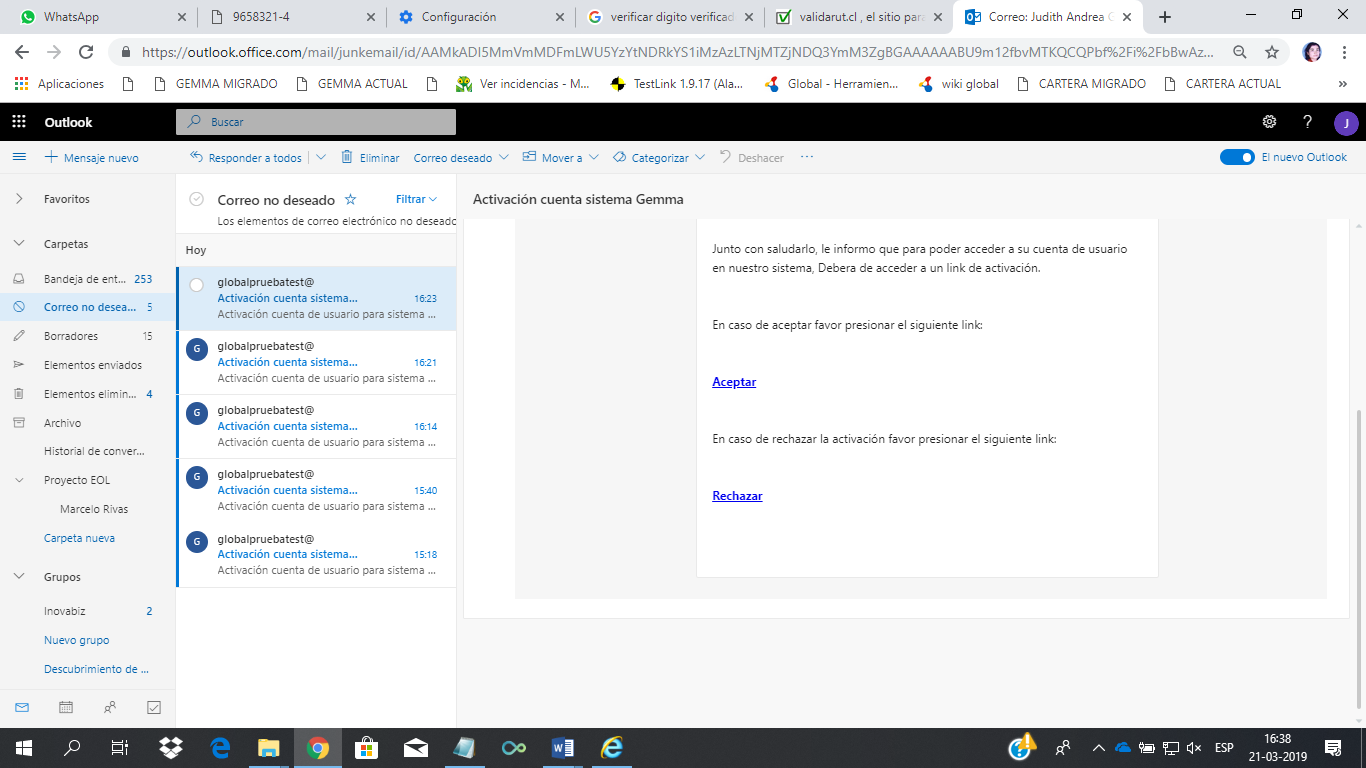 WhatsApp
9658321-4
Configuración
verificar digito verificad
validarut.cl , el sitio para
Correo: Judith Andrea G
https://outlook.office.com/mail/junkemail/id/
Aplicaciones
GEMMA MIGRADO
GEMMA ACTUAL
Ver incidencias - M...
TestLink 1.9.17 (Ala...
Global - Herramien...
wiki global
CARTERA MIGRADO
CARTERA ACTUAL
»
Outlook
Buscar
?
J
Mensaje nuevo
Responder a todos
Eliminar
Correo deseado
Mover a
Categorizar
Deshacer
...
El nuevo Outlook
Favoritos
Carpetas
Bandeja de ent... 253
Correo no desea... 5
Borradores 15
Elementos enviados
Elementos elimin... 4
Archivo
Historial de conver...
Proyecto EOL
Marcelo Rivas
Carpeta nueva
Grupos
Inovabiz 2
Nuevo grupo
Descubrimiento de ...
Correo no deseado
Filtrar
Los elementos de correo electrónico no deseado
Hoy
globalpruebatest@
Activación cuenta sistema... 16:23
Activación cuenta de usuario para sistema ...
G
globalpruebatest@
Activación cuenta sistema... 16:21
Activación cuenta de usuario para sistema ...
G
globalpruebatest@
Activación cuenta sistema... 16:14
Activación cuenta de usuario para sistema ...
G
globalpruebatest@
Activación cuenta sistema... 15:40
Activación cuenta de usuario para sistema ...
G
globalpruebatest@
Activación cuenta sistema... 15:18
Activación cuenta de usuario para sistema ...
Activación cuenta sistema Gemma
Junto con saludarlo, le informo que para poder acceder a su cuenta de usuario
en nuestro sistema, Debera de acceder a un link de activación.
En caso de aceptar favor presionar el siguiente link:
Aceptar
En caso de rechazar la activación favor presionar el siguiente link:
Rechazar
ESP
16:38
21-03-2019